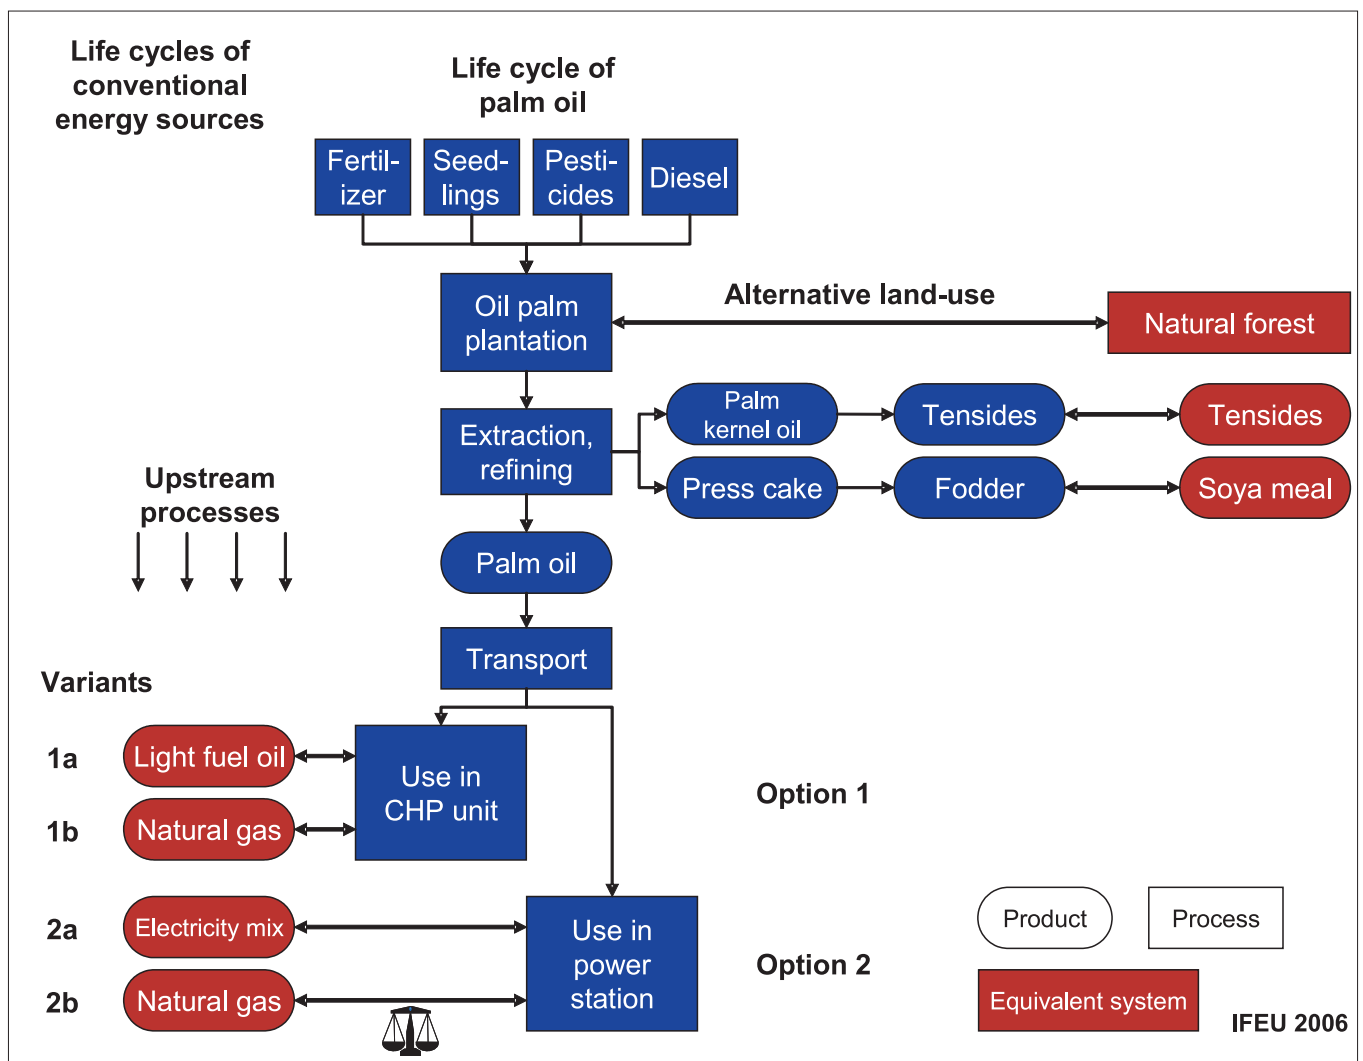 Life cycles of
conventional
energy sources
Life cycle of
palm oil
Fertil-
izer
Seed-
lings
Pesti-
cides
Diesel
Oil palm
plantation
Alternative land-use
Natural forest
Extraction,
refining
Palm
kernel oil
Tensides
Tensides
Press cake
Fodder
Soya meal
Upstream
processes
Palm oil
Transport
Variants
1a
Light fuel oil
1b
Natural gas
Use in
CHP unit
Option 1
2a
Electricity mix
2b
Natural gas
Use in
power
station
Option 2
Product
Process
Equivalent system
IFEU 2006